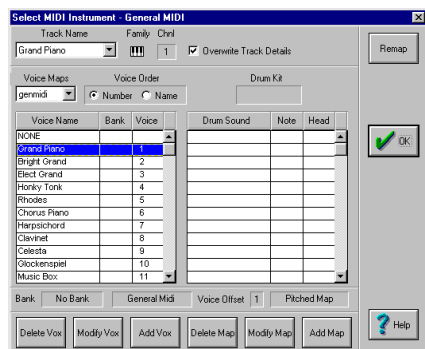 Select MIDI Instrument - General MIDI
Track Name Family Chnl
Grand Piano 1 Overwrite Track Details Remap
Voice Maps Voice Order Drum Kit
genmidi Number Name
Voice Name Bank Voice Drum Sound Note Head
NONE
Grand Piano 1
Bright Grand 2
Elect Grand 3
Honky Tonk 4
Rhodes 5
Chorus Piano 6
Harpsichord 7
Clavinet 8
Celesta 9
Glockenspiel 10
Music Box 11
OK
Bank No Bank General Midi Voice Offset 1 Pitched Map
Delete Vox Modify Vox Add Vox Delete Map Modify Map Add Map Help